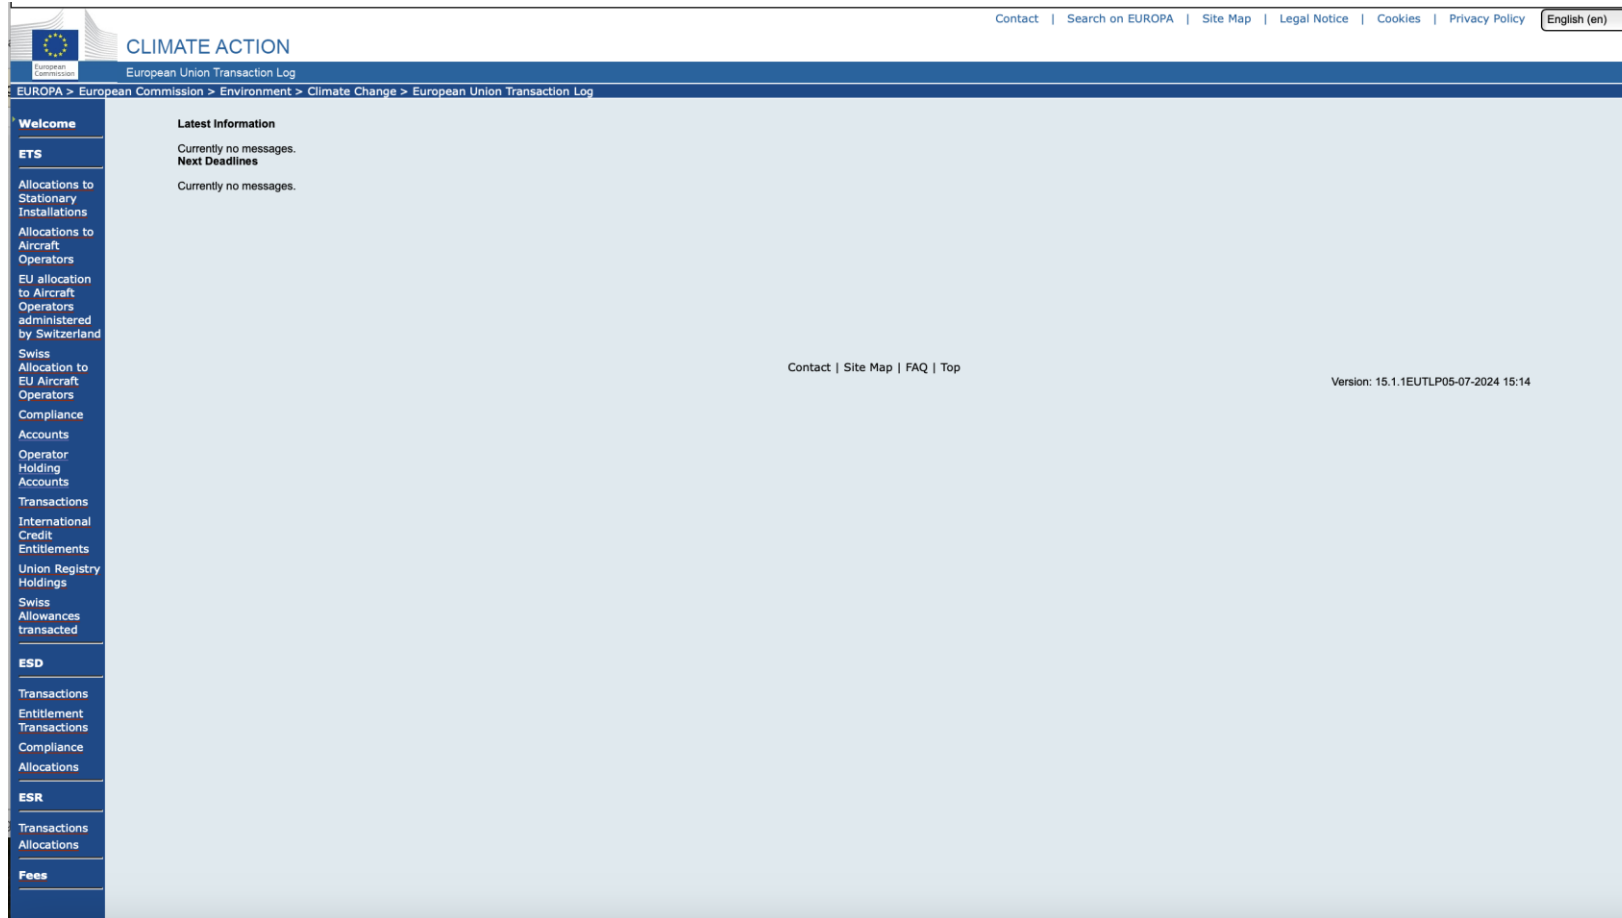 Contact | Search on EUROPA | Site Map | Legal Notice | Cookies | Privacy Policy English (en)
CLIMATE ACTION
European
Commission
European Union Transaction Log
EUROPA > European Commission > Environment > Climate Change > European Union Transaction Log
Welcome
ETS
Allocations to
Stationary
Installations
Allocations to
Aircraft
Operators
EU allocation
to Aircraft
Operators
administered
by Switzerland
Swiss
Allocation to
EU Aircraft
Operators
Compliance
Accounts
Operator
Holding
Accounts
Transactions
International
Credit
Entitlements
Union Registry
Holdings
Swiss
Allowances
transacted
ESD
Transactions
Entitlement
Transactions
Compliance
Allocations
ESR
Transactions
Allocations
Fees
Latest Information
Currently no messages.
Next Deadlines
Currently no messages.
Contact | Site Map | FAQ | Top
Version: 15.1.1EUTLP05-07-2024 15:14